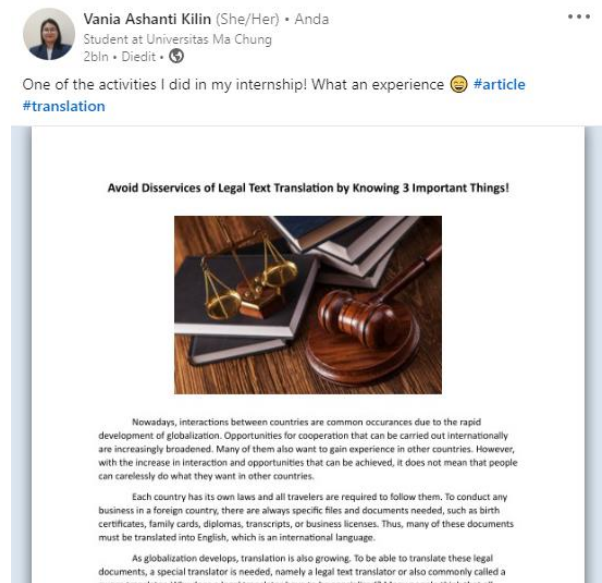 Vania Ashanti Kilin (She/Her) • Anda
Student at Universitas Ma Chung
2bln • Diedit •
One of the activities I did in my internship! What an experience 😄 #article
#translation
Avoid Disservices of Legal Text Translation by Knowing 3 Important Things!
Nowadays, interactions between countries are common occurances due to the rapid
development of globalization. Opportunities for cooperation that can be carried out internationally
are increasingly broadened. Many of them also want to gain experience in other countries. However,
with the increase in interaction and opportunities that can be achieved, it does not mean that people
can carelessly do what they want in other countries.
Each country has its own laws and all travelers are required to follow them. To conduct any
business in a foreign country, there are always specific files and documents needed, such as birth
certificates, family cards, diplomas, transcripts, or business licenses. Thus, many of these documents
must be translated into English, which is an international language.
As globalization develops, translation is also growing. To be able to translate these legal
documents, a special translator is needed, namely a legal text translator or also commonly called a